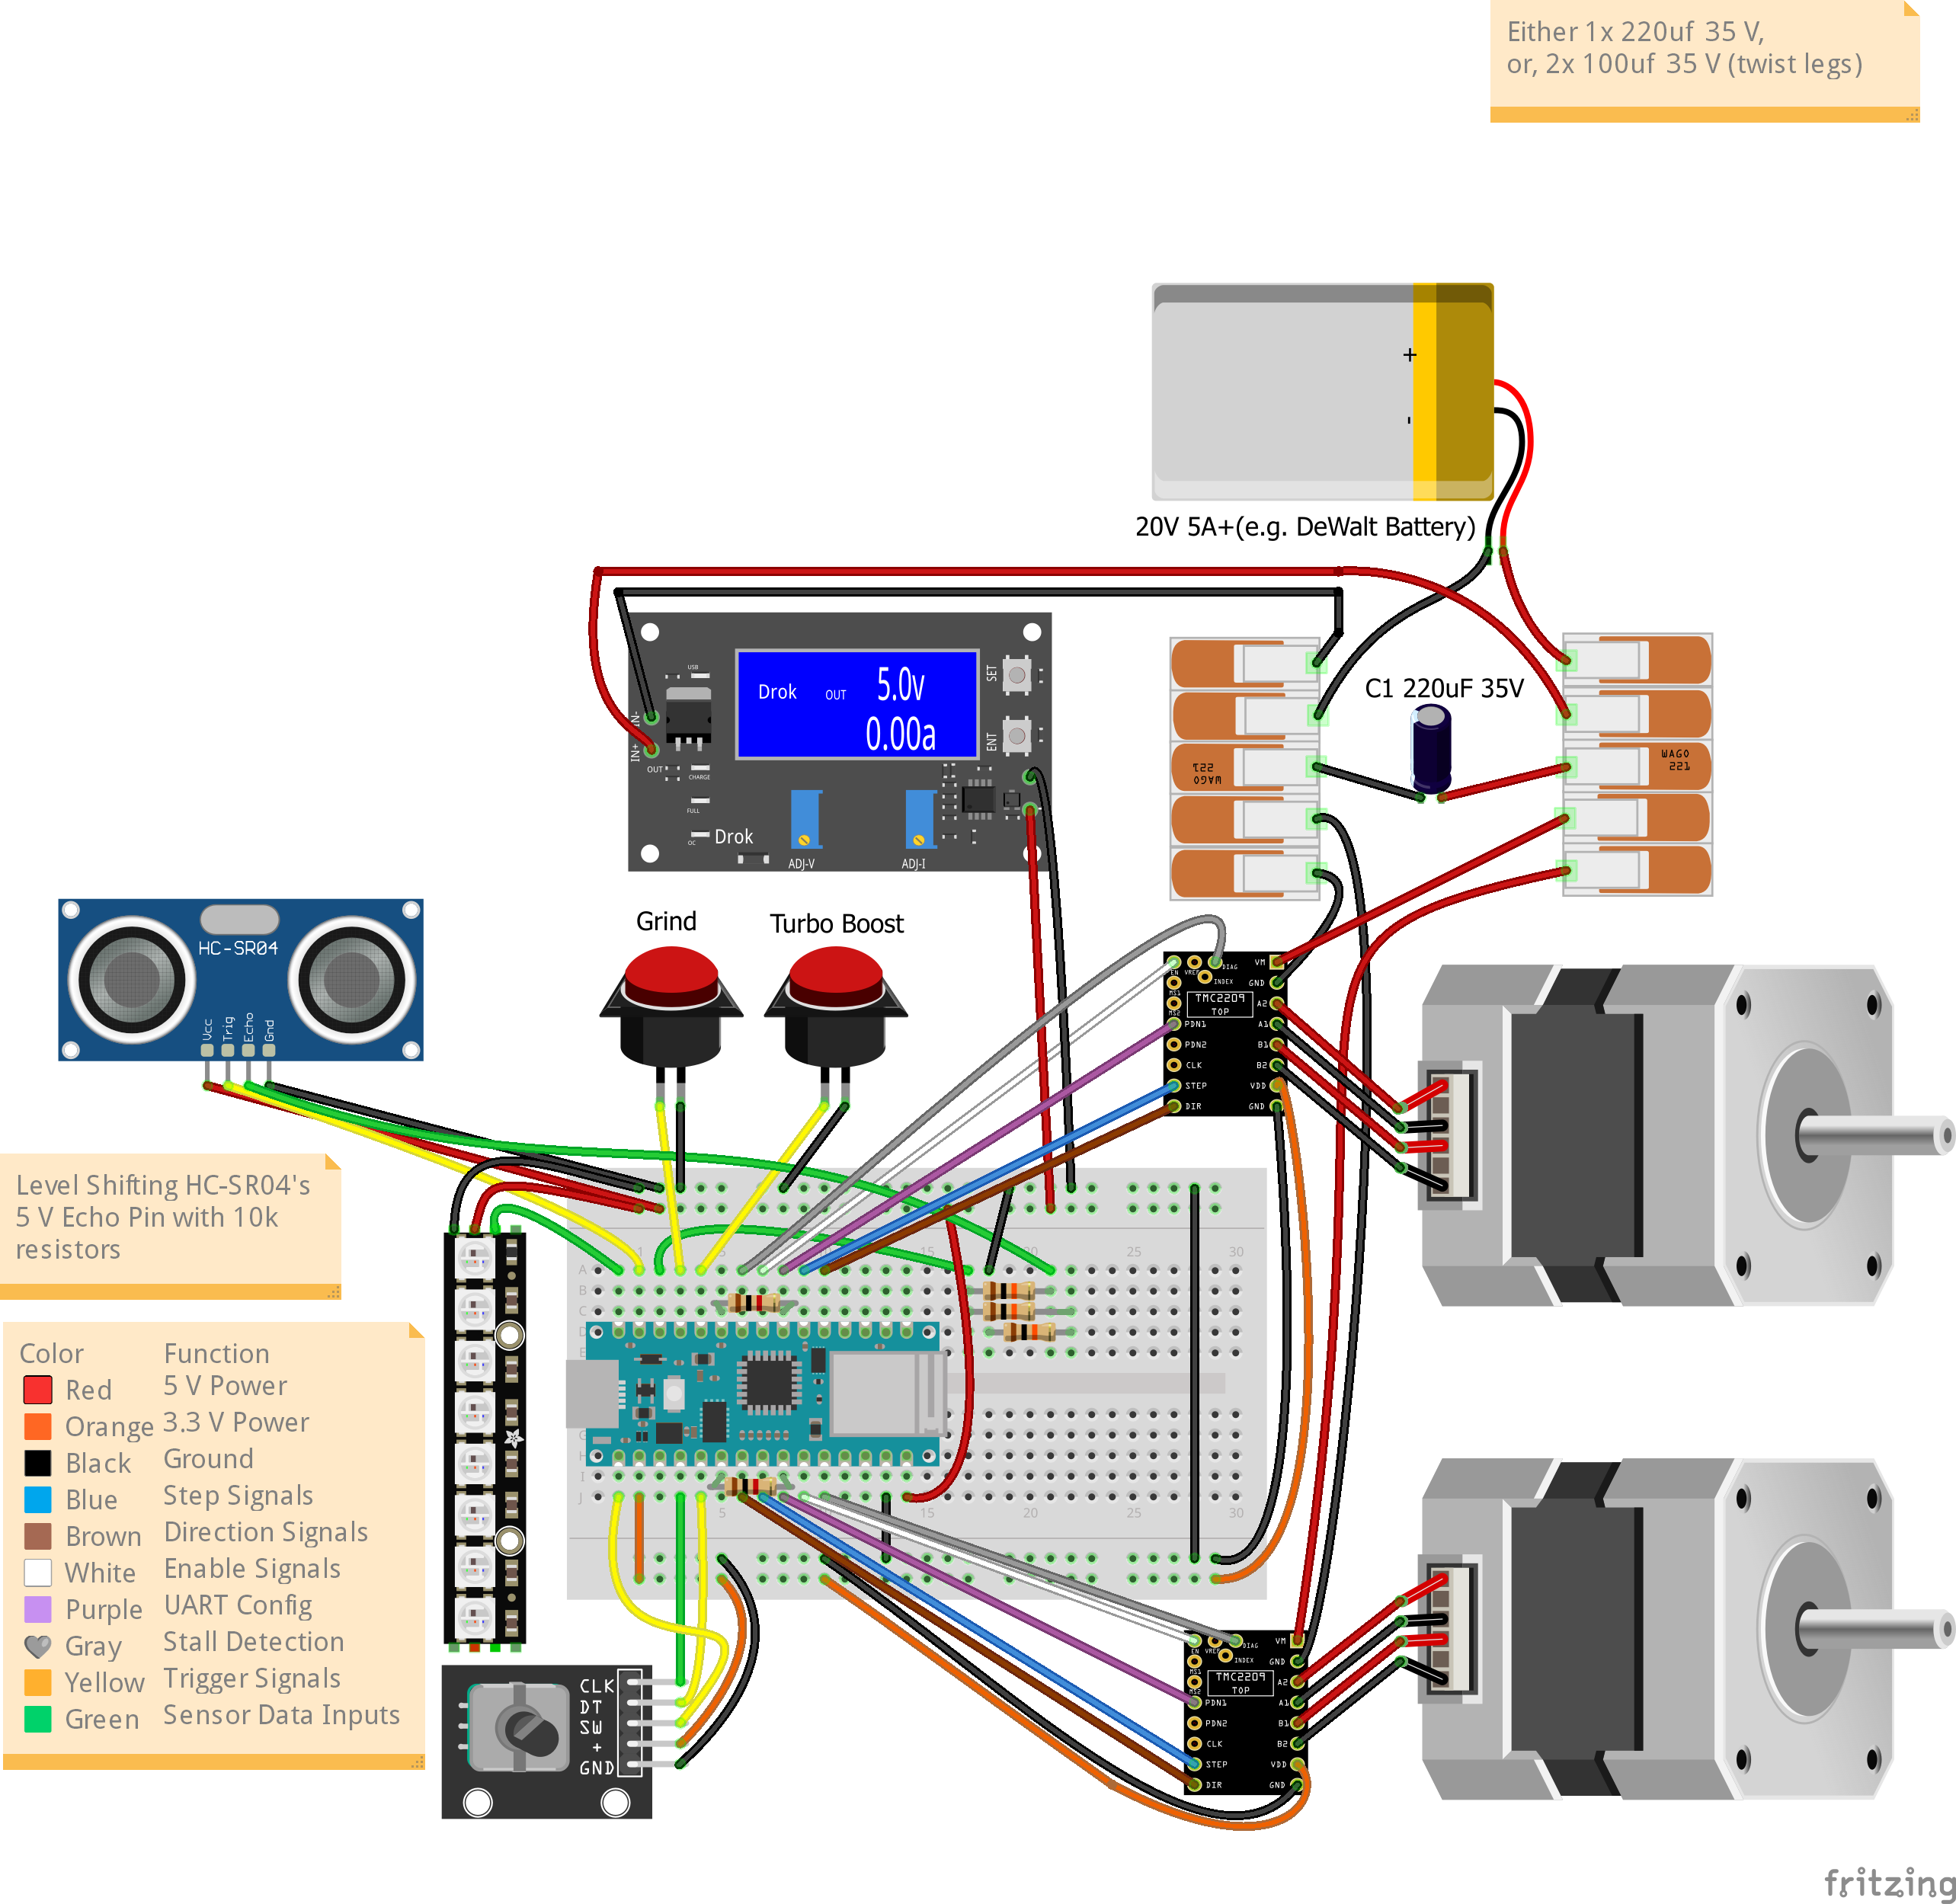 Either 1x 220uf 35 V,
or, 2x 100uf 35 V (twist legs)
+
-
20V 5A+(e.g. DeWalt Battery)
USB
IN-
IN+
OUT
CHARGE
FULL
OC
Drok
OUT
5.0v
0.00a
SET
ENT
Drok
ADJ-V
ADJ-I
WAGO
221
C1 220uF 35V
WAGO
221
HC-SR04
Vcc
Trig
Echo
Gnd
Grind
Turbo Boost
EN
VREF
DIAG
INDEX
MS1
MS2
TMC2209
TOP
PDN1
PDN2
CLK
STEP
DIR
VM
GND
A2
A1
B1
B2
VDD
GND
Level Shifting HC-SR04's
5 V Echo Pin with 10k
resistors
1 5 10 15 20 25 30
A
B
C
D
E
G
H
I
J
5 15 20 30
Color Function
Red 5 V Power
Orange 3.3 V Power
Black Ground
Blue Step Signals
Brown Direction Signals
White Enable Signals
Purple UART Config
Gray Stall Detection
Yellow Trigger Signals
Green Sensor Data Inputs
CLK
DT
SW
+
GND
EN
VREF
DIAG
INDEX
MS1
MS2
TMC2209
TOP
PDN1
PDN2
CLK
STEP
DIR
VM
GND
A2
A1
B1
B2
VDD
GND
fritzing